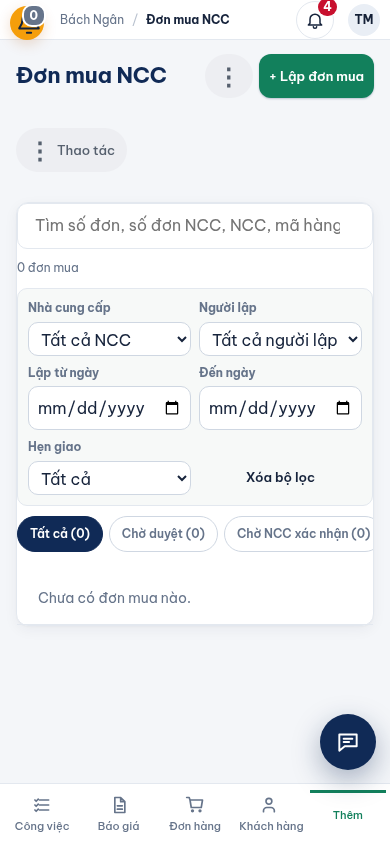 0
Bách Ngân / Đơn mua NCC
4
TM
Đơn mua NCC
+ Lập đơn mua
Thao tác
Tìm số đơn, số đơn NCC, NCC, mã hàng
0 đơn mua
Nhà cung cấp
Người lập
Tất cả NCC
Tất cả người lập
Lập từ ngày
Đến ngày
mm/dd/yyyy
mm/dd/yyyy
Hẹn giao
Tất cả
Xóa bộ lọc
Tất cả (0)
Chờ duyệt (0)
Chờ NCC xác nhận (0)
Chưa có đơn mua nào.
Công việc
Báo giá
Đơn hàng
Khách hàng
Thêm